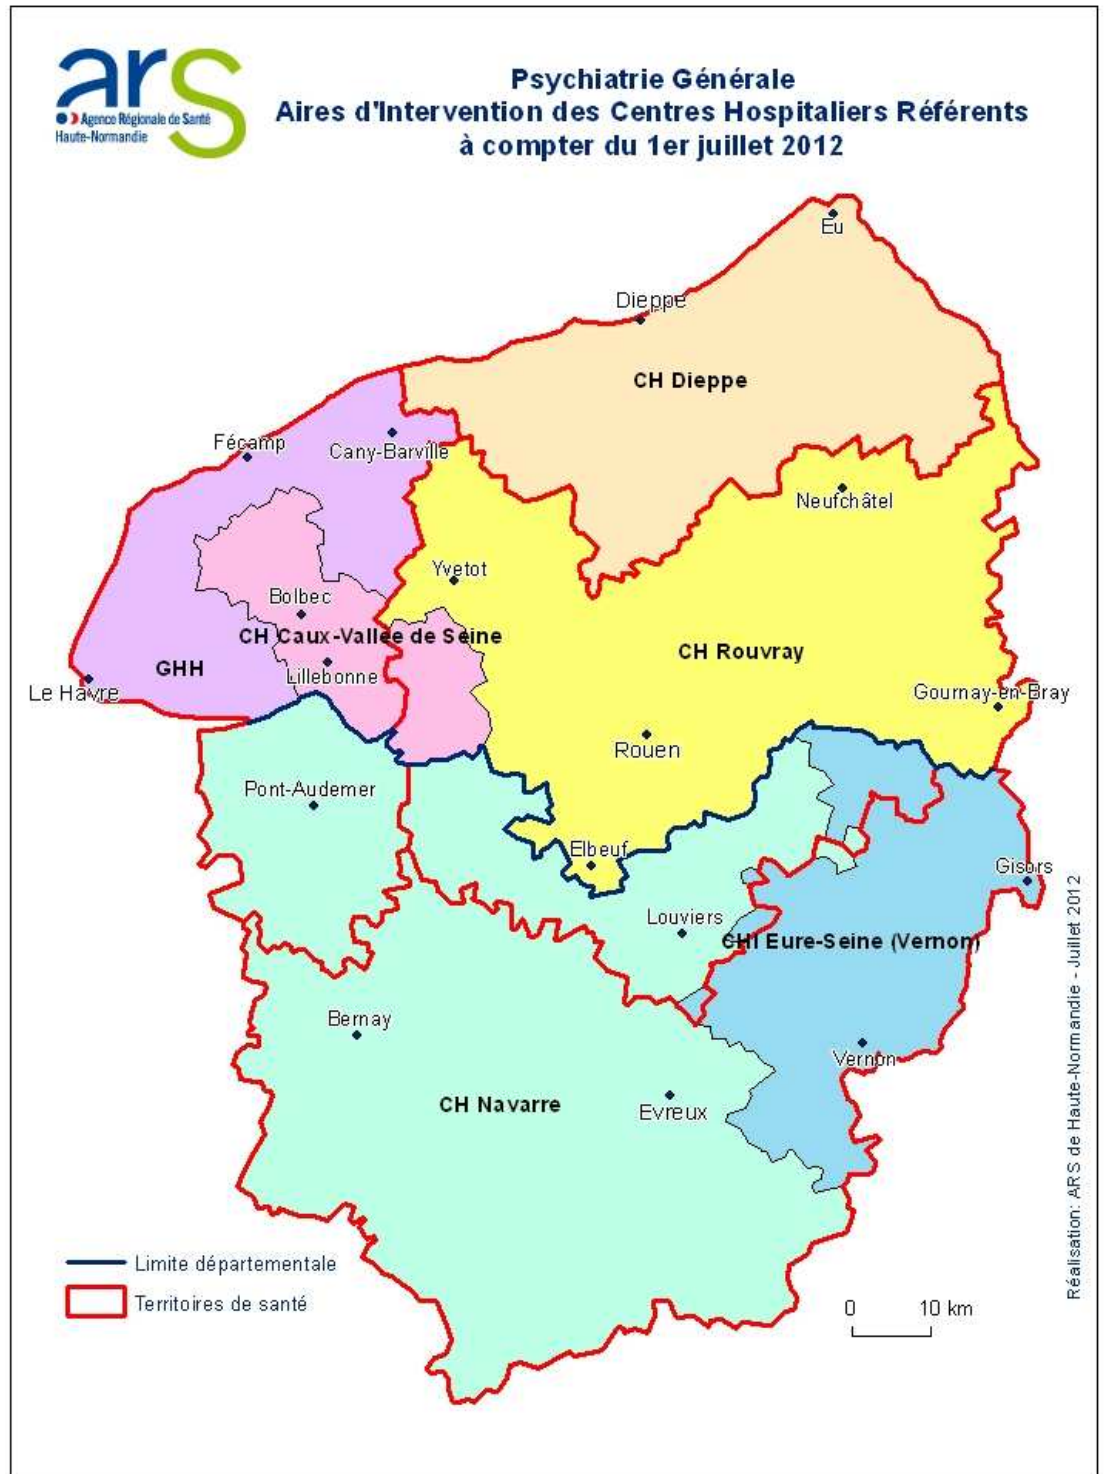 ars
Agence Régionale de Santé
Haute-Normandie
Psychiatrie Générale
Aires d'Intervention des Centres Hospitaliers Référents
à compter du 1er juillet 2012
Eu
Dieppe
CH Dieppe
Fécamp
Cany-Barville
Neufchâtel
Yvetot
Bolbec
CH Caux-Vallée de Seine
CH Rouvray
GHH
Lillebonne
Le Havre
Gournay-en-Bray
Rouen
Pont-Audemer
Elbeuf
Gisors
Louviers
CHI Eure-Seine (Vernon)
Bernay
Vernon
CH Navarre
Evreux
Limite départementale
Territoires de santé
0 10 km
Réalisation: ARS de Haute-Normandie - Juillet 2012